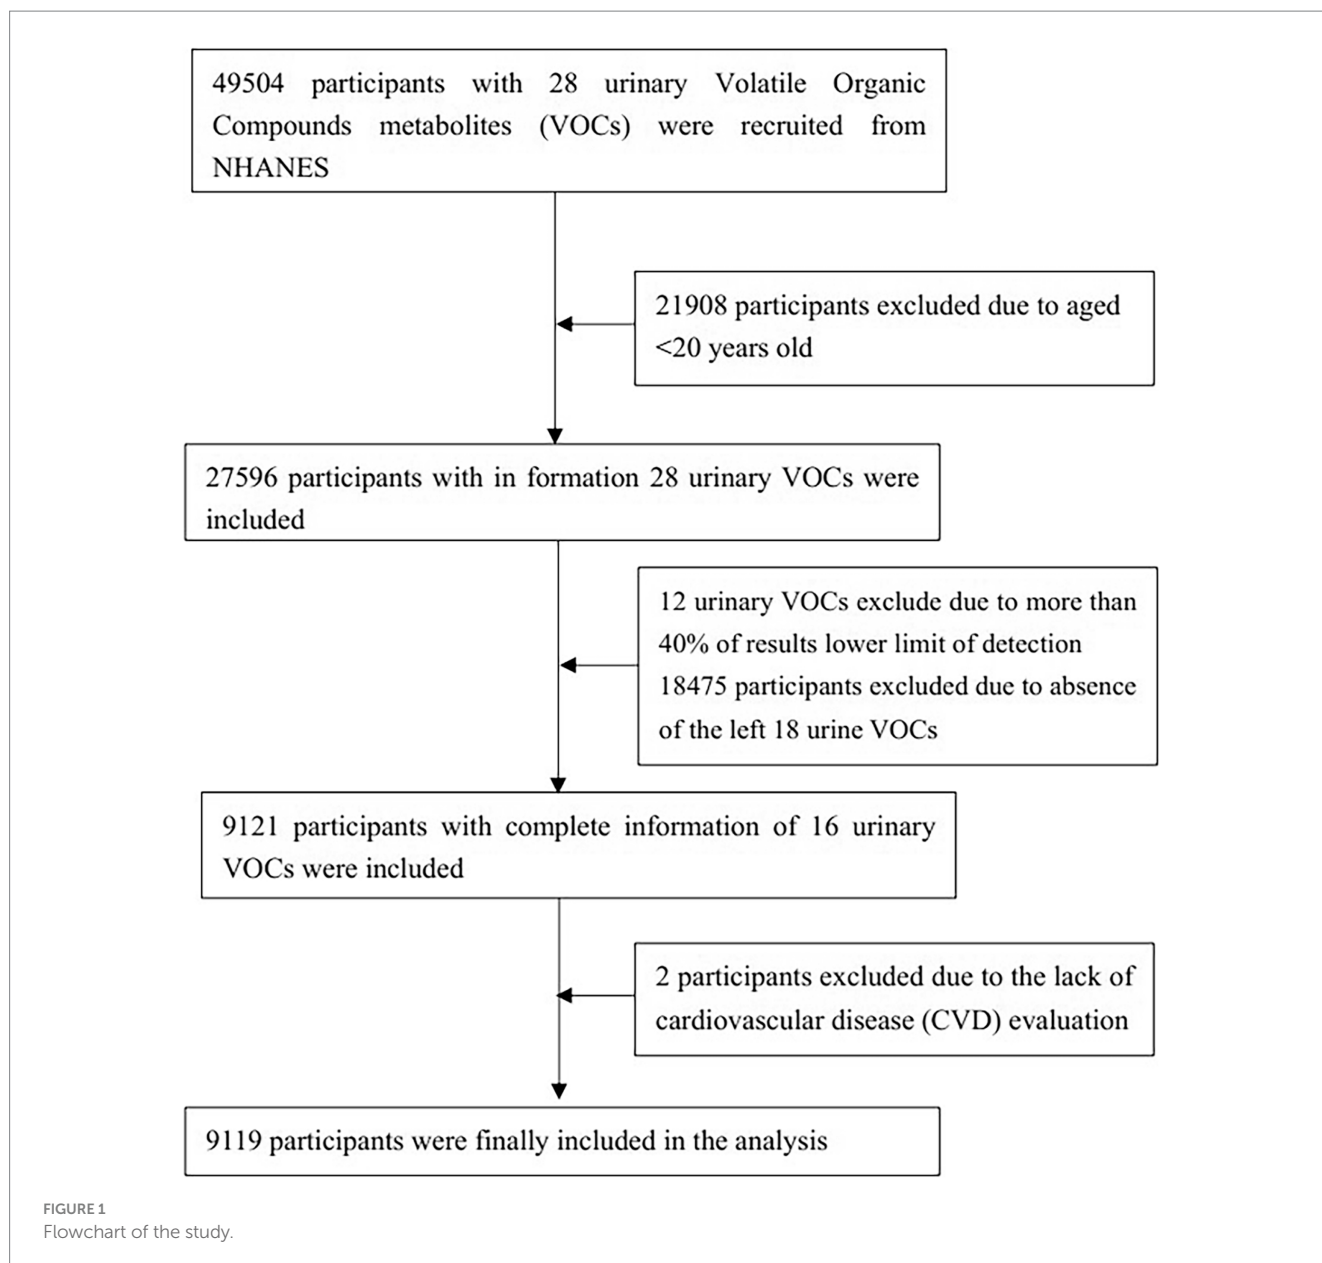 49504 participants with 28 urinary Volatile Organic
Compounds metabolites (VOCs) were recruited from
NHANES
21908 participants excluded due to aged
<20 years old
27596 participants with in formation 28 urinary VOCs were
included
12 urinary VOCs exclude due to more than
40% of results lower limit of detection
18475 participants excluded due to absence
of the left 18 urine VOCs
9121 participants with complete information of 16 urinary
VOCs were included
2 participants excluded due to the lack of
cardiovascular disease (CVD) evaluation
9119 participants were finally included in the analysis
FIGURE 1
Flowchart of the study.